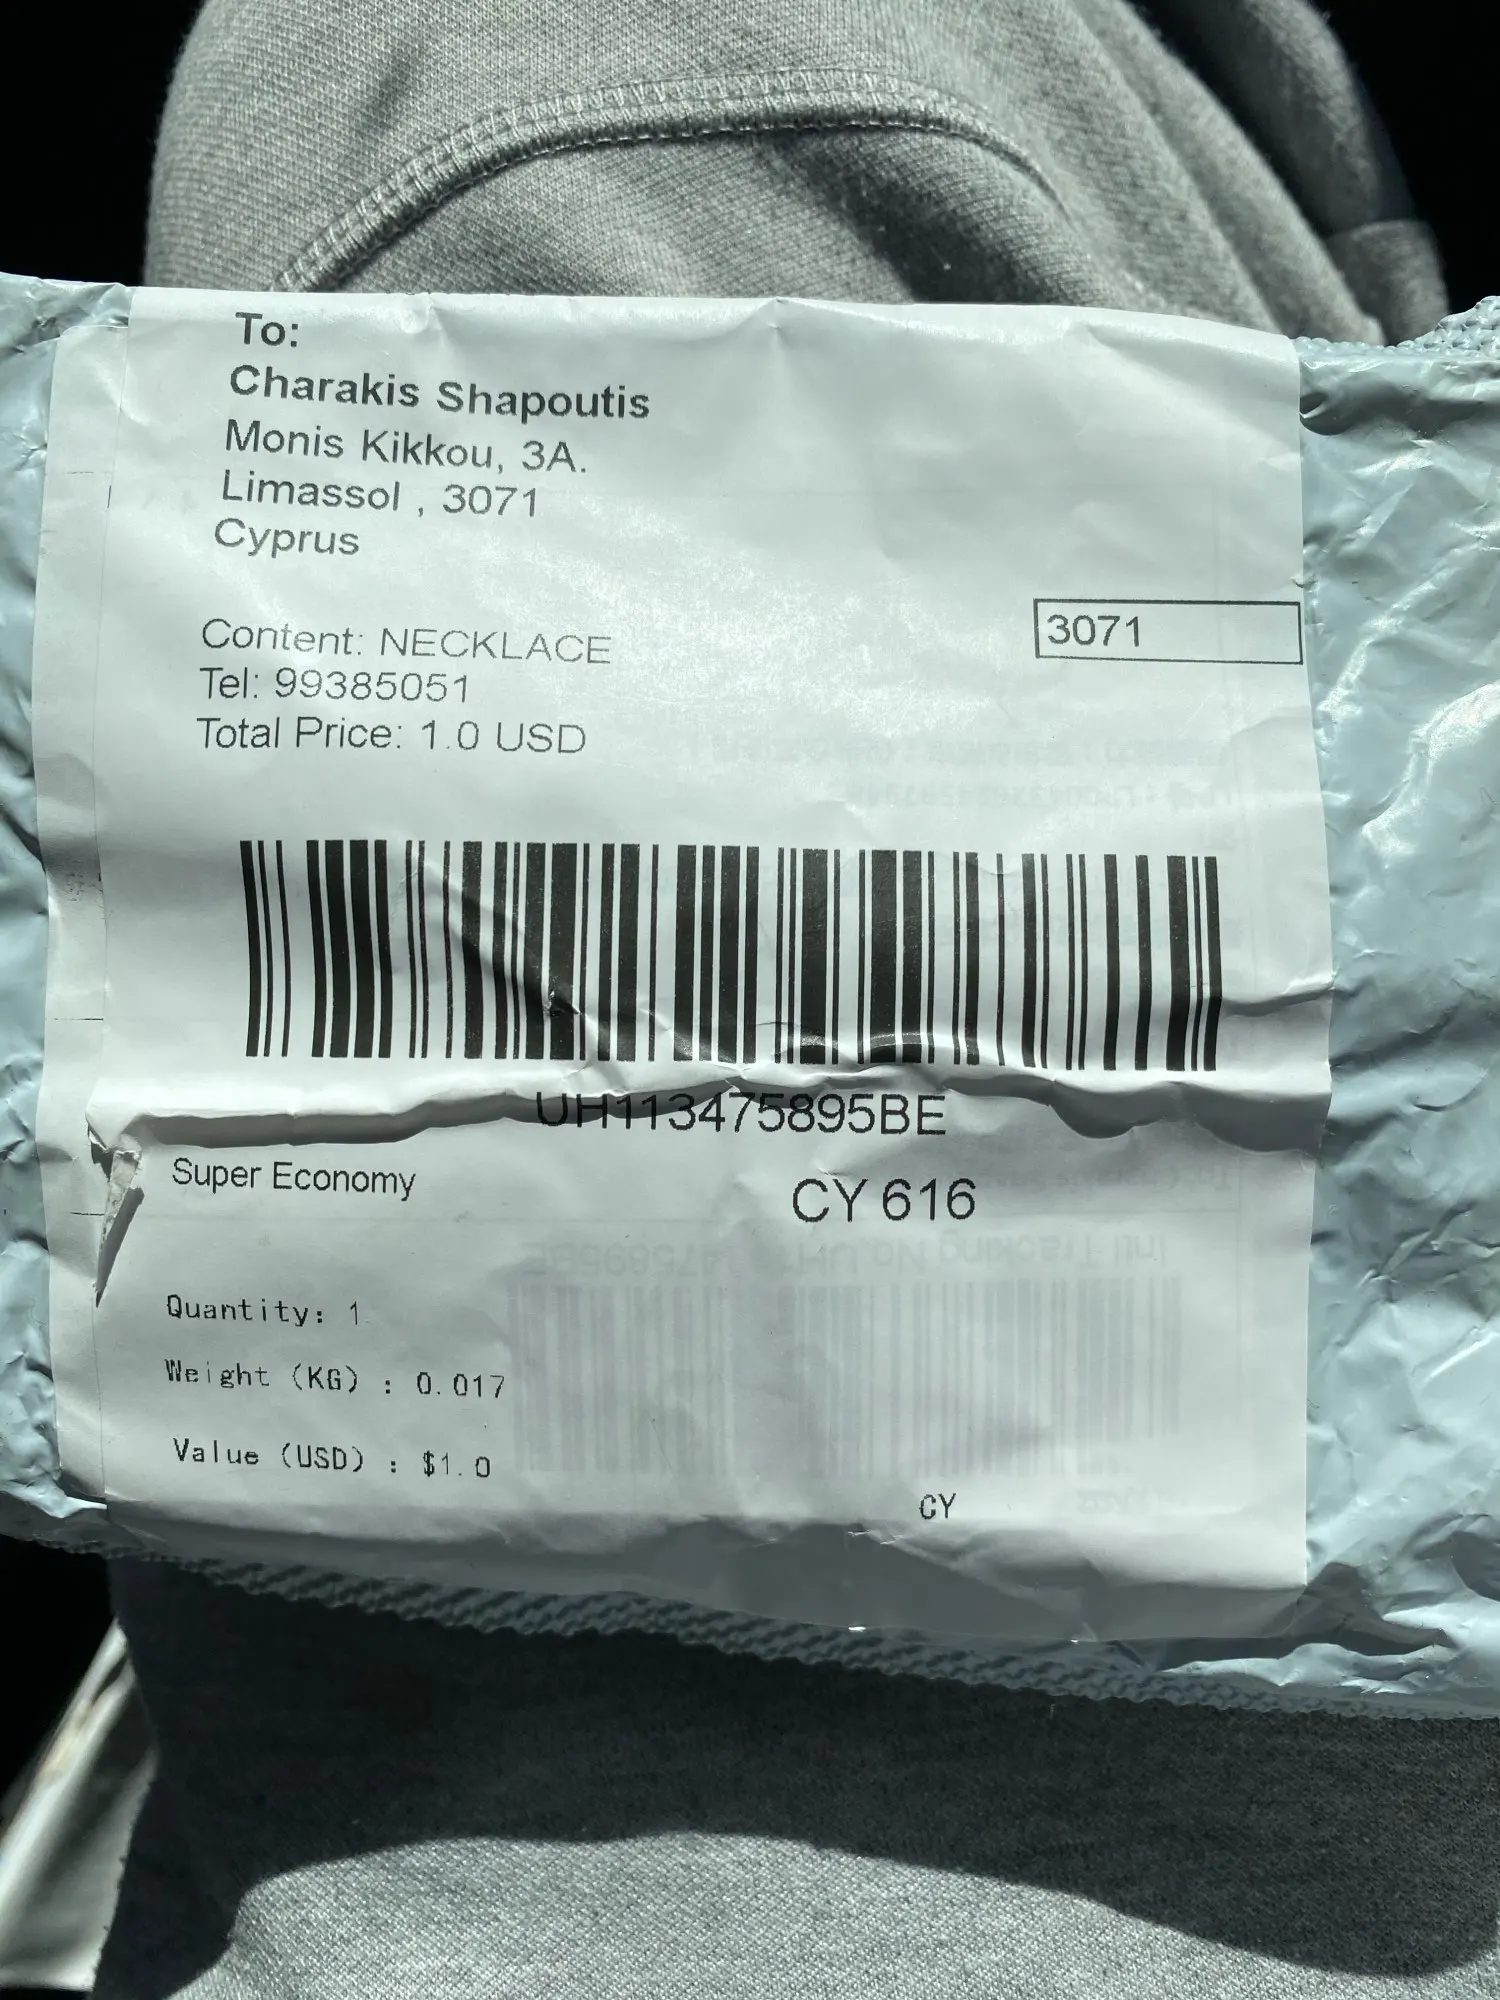 To:
Charakis Shapoutis
Monis Kikkou, 3A.
Limassol , 3071
Cyprus
3071
Content: NECKLACE
Tel: 99385051
Total Price: 1.0 USD
UH113475895BE
Super Economy
CY 616
Quantity: 1
Weight (KG) : 0.017
Value (USD) : $1.0
CY